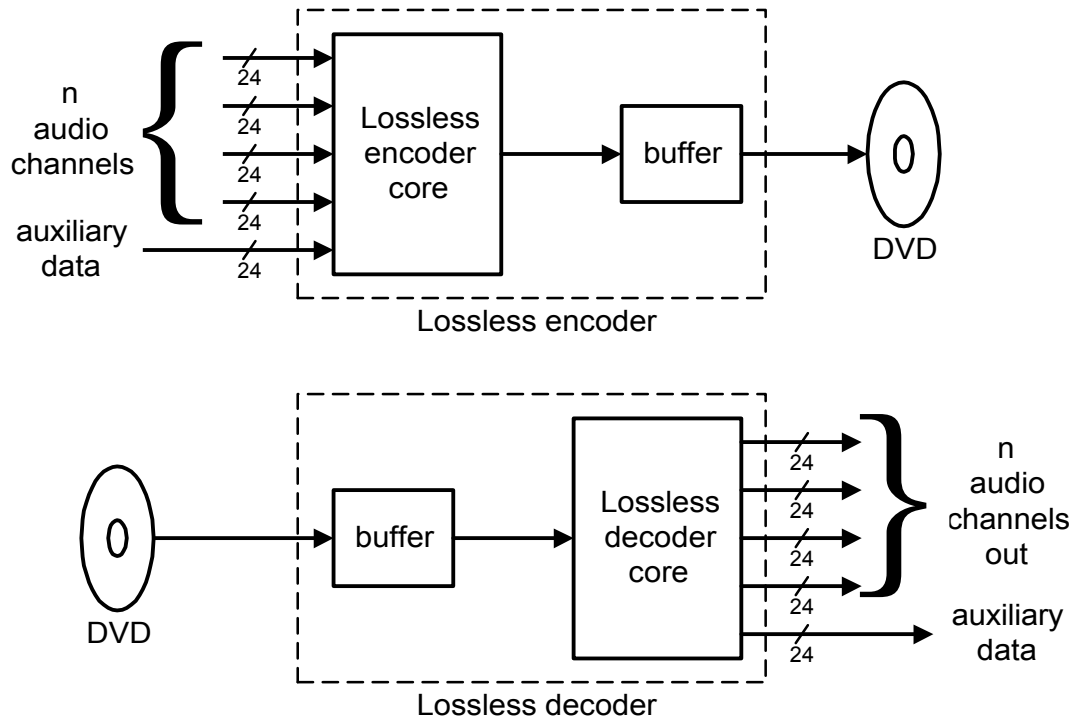 n
audio
channels
auxiliary
data
24
24
24
24
24
Lossless
encoder
core
buffer
DVD
Lossless encoder
DVD
buffer
Lossless
decoder
core
24
24
24
24
24
n
audio
channels
out
auxiliary
data
Lossless decoder